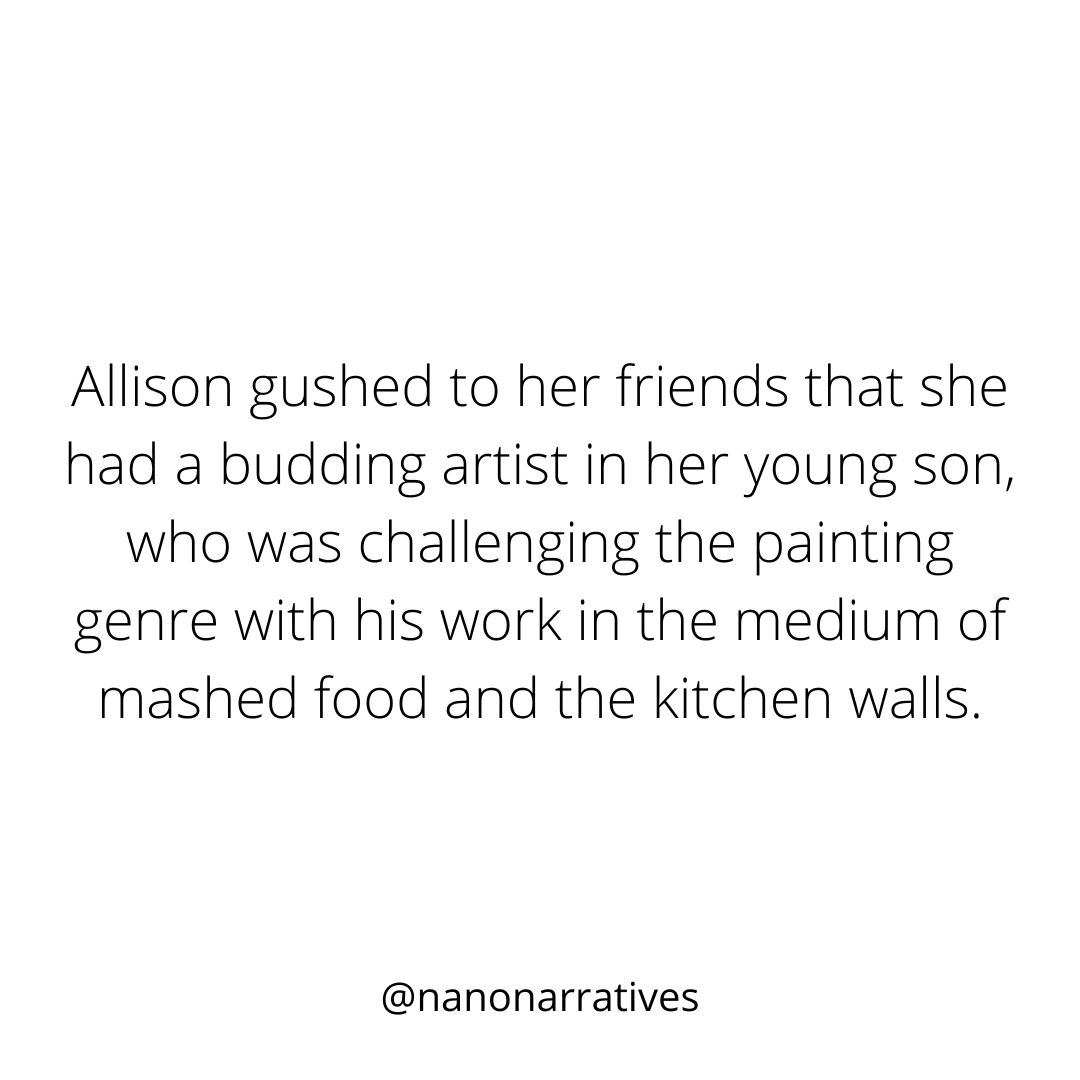 Allison gushed to her friends that she
had a budding artist in her young son,
who was challenging the painting
genre with his work in the medium of
mashed food and the kitchen walls.
@nanonarratives